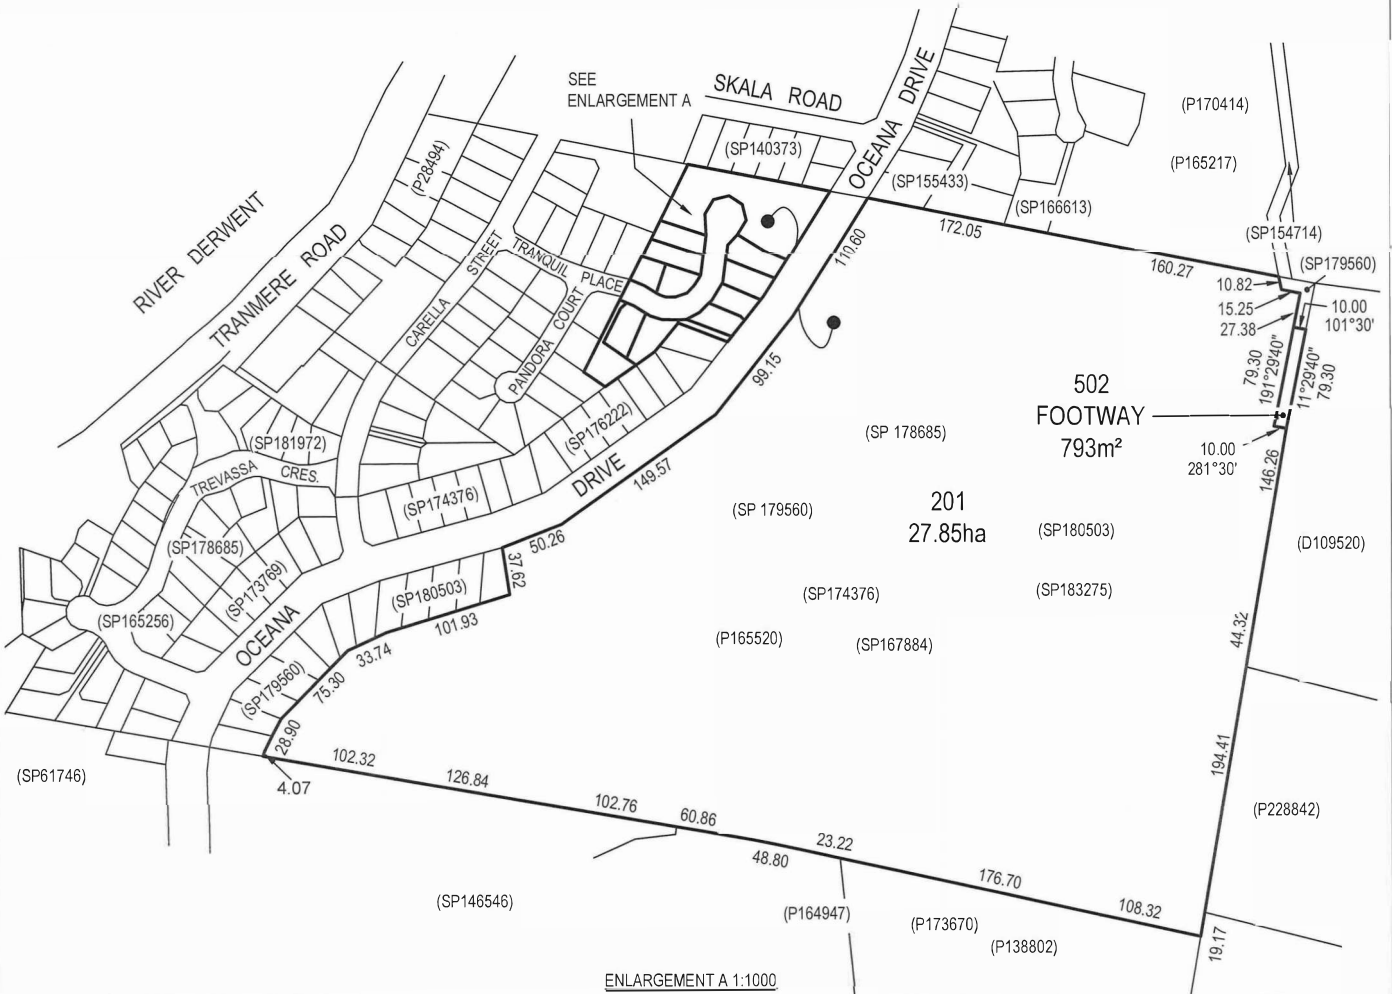 SEE
ENLARGEMENT A
SKALA ROAD
OCEANA DRIVE
(P170414)
(SP140373)
(P28494)
(P165217)
(SP155433)
(SP166613)
(SP154714)
(SP179560)
RIVER DERWENT
TRANMERE ROAD
CARELLA STREET
TRANQUIL PLACE
PANDORA COURT
110.60
172.05
160.27
10.82
15.25
27.38
10.00
101°30'
79.30
191°29'40"
11°29'40"
79.30
99.15
502
FOOTWAY
793m²
10.00
281°30'
146.26
(SP 178685)
(SP176222)
(SP181972)
TREVASSA CRES.
DRIVE
149.57
(SP174376)
201
27.85ha
(SP 179560)
(SP180503)
(D109520)
50.26
37.62
(SP178685)
(SP173769)
(SP180503)
(SP174376)
(SP183275)
(SP165256)
OCEANA
101.93
33.74
(P165520)
(SP167884)
44.32
(SP179560)
75.30
28.90
(SP61746)
4.07
102.32
126.84
102.76
60.86
48.80
23.22
194.41
(P228842)
176.70
108.32
19.17
(SP146546)
(P164947)
(P173670)
(P138802)
ENLARGEMENT A 1:1000